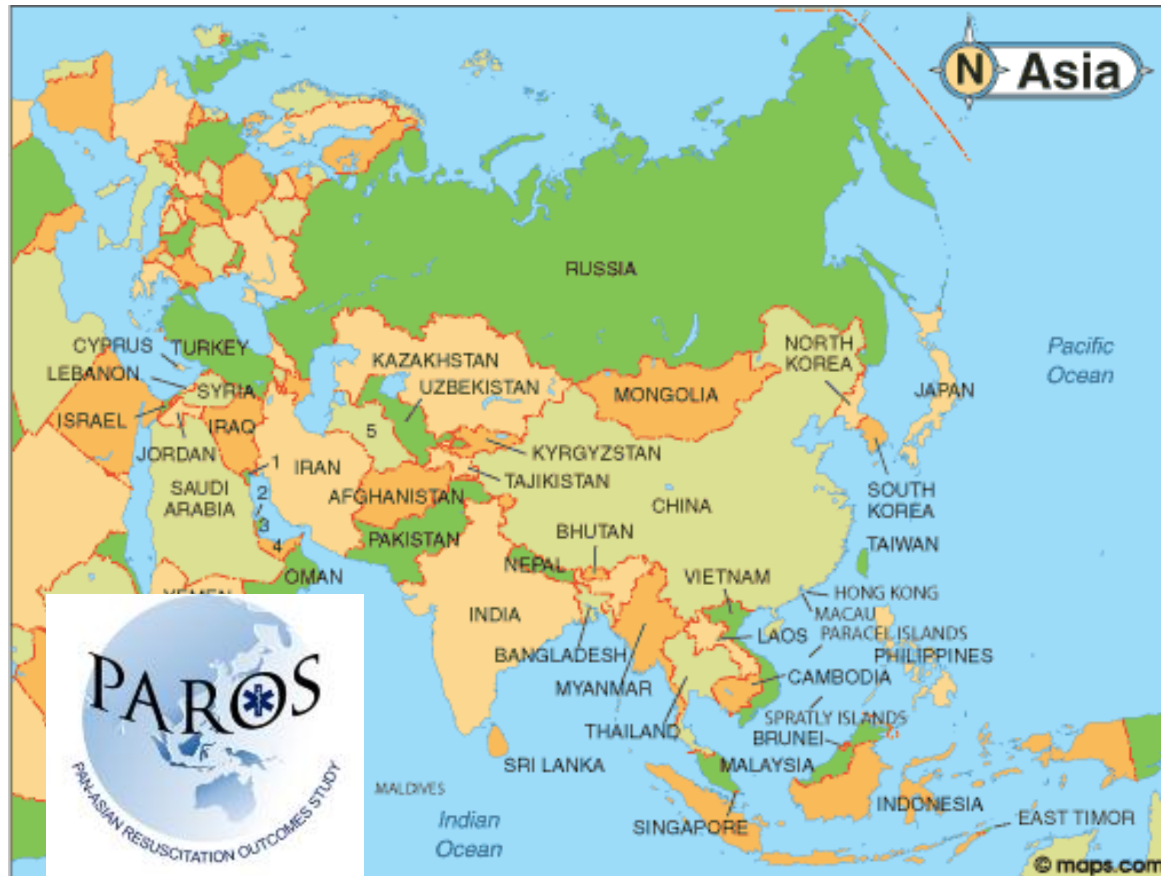 N Asia
RUSSIA
CYPRUS
TURKEY
LEBANON
SYRIA
ISRAEL
IRAQ
JORDAN
1
SAUDI
ARABIA
2
3
4
IRAN
OMAN
YEMEN
KAZAKHSTAN
UZBEKISTAN
5
KYRGYZSTAN
TAJIKISTAN
AFGHANISTAN
PAKISTAN
MONGOLIA
NORTH
KOREA
JAPAN
Pacific
Ocean
SOUTH
KOREA
CHINA
TAIWAN
BHUTAN
NEPAL
INDIA
VIETNAM
HONG KONG
MACAU
LAOS
PARACEL ISLANDS
PHILIPPINES
BANGLADESH
CAMBODIA
MYANMAR
SPRATLY ISLANDS
THAILAND
BRUNEI
SRI LANKA
MALAYSIA
MALDIVES
INDONESIA
SINGAPORE
EAST TIMOR
Indian
Ocean
PAROS
PAN-ASIAN RESUSCITATION OUTCOMES STUDY
© maps.com